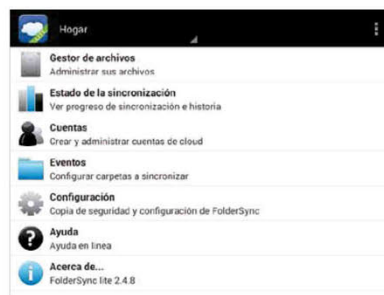 Hogar
Gestor de archivos
Administrar sus archivos
Estado de la sincronización
Ver progreso de sincronización e historia
Cuentas
Crear y administrar cuentas de cloud
Eventos
Configurar carpetas a sincronizar
Configuración
Copia de seguridad y configuración de FolderSync
Ayuda
Ayuda en linea
Acerca de...
FolderSync lite 2.4.8